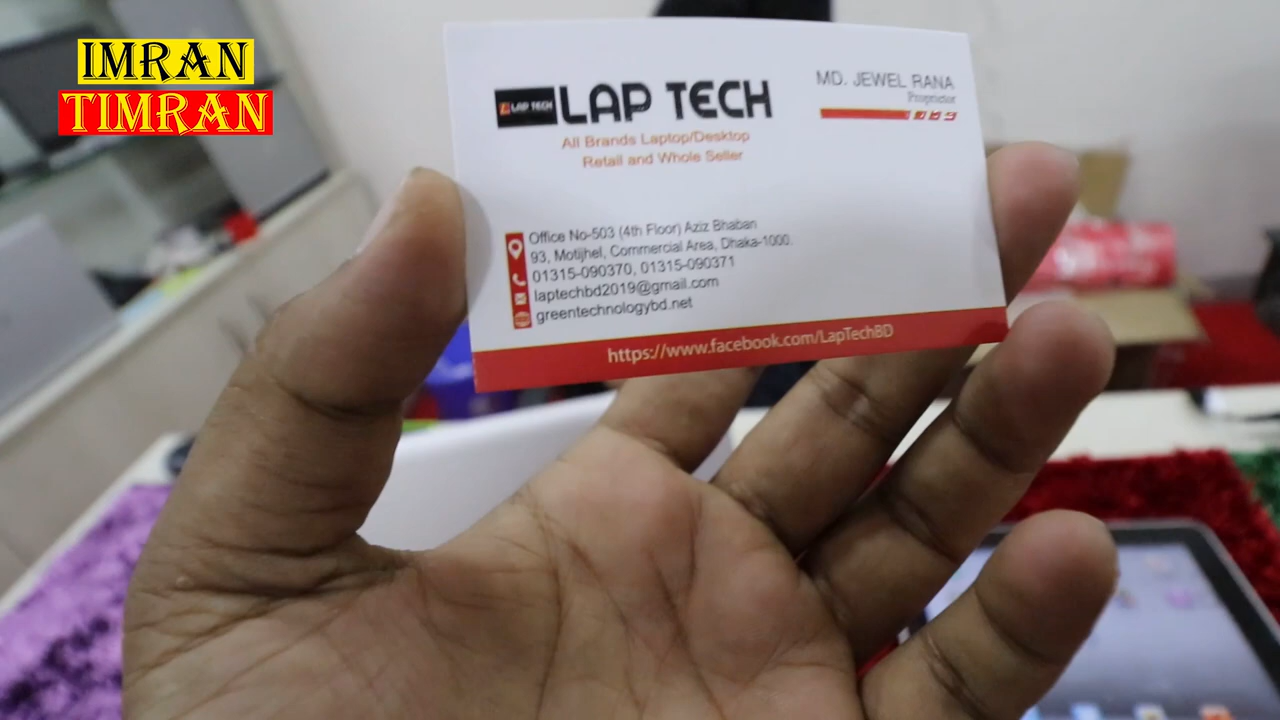 IMRAN
TIMRAN
LAP TECH
LAP TECH
All Brands Laptop/Desktop
Retail and Whole Seller
MD. JEWEL RANA
Proprietor
Office No-503 (4th Floor) Aziz Bhaban
93, Motijhel, Commercial Area, Dhaka-1000.
01315-090370, 01315-090371
laptechbd2019@gmail.com
greentechnologybd.net
https://www.facebook.com/LapTechBD